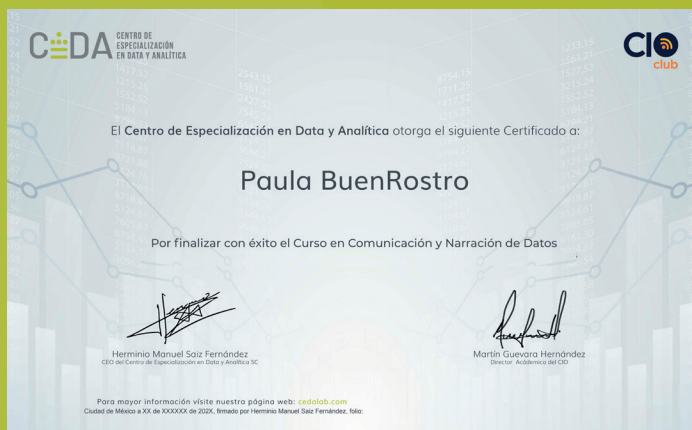 CEDA CENTRO DE
ESPECIALIZACIÓN
EN DATA Y ANALÍTICA
CIO
club
El Centro de Especialización en Data y Analítica otorga el siguiente Certificado a:
Paula BuenRostro
Por finalizar con éxito el Curso en Comunicación y Narración de Datos
Herminio Manuel Saiz Fernández
CEO del Centro de Especialización en Data y Analítica SC
Martín Guevara Hernández
Director Académica del CIO
Para mayor información vísite nuestra página web: cedalab.com
Ciudad de México a XX de XXXXXX de 202X, firmado por Herminio Manuel Saiz Fernández, folio: